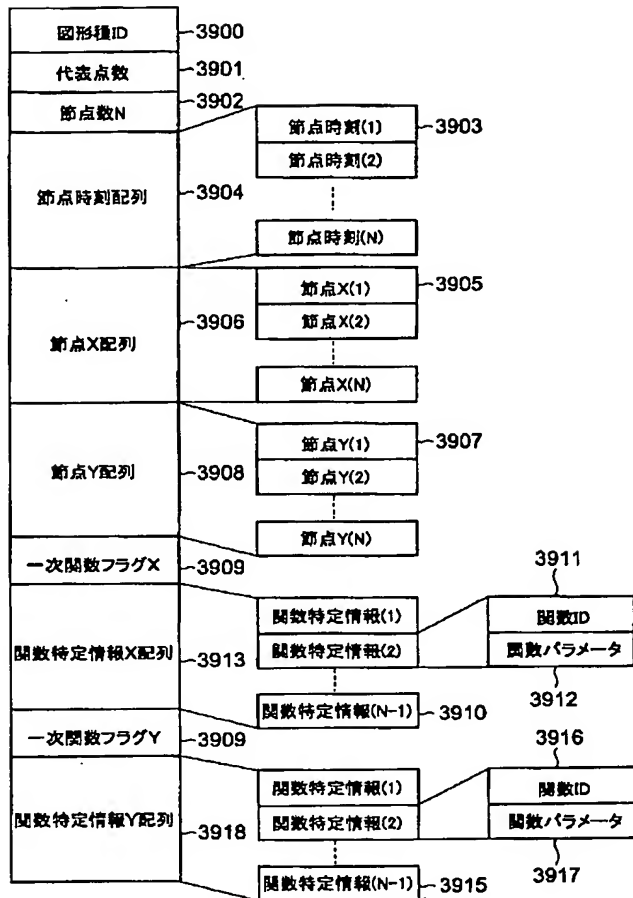 図形種ID
3900
代表点数
3901
節点数N
3902
節点時刻(1)
3903
節点時刻(2)
節点時刻配列
3904
節点時刻(N)
節点X(1)
3905
節点X(2)
3906
節点X配列
節点X(N)
節点Y(1)
3907
節点Y(2)
節点Y配列
3908
節点Y(N)
一次関数フラグX
3909
3911
関数特定情報(1)
関数ID
関数特定情報X配列
3913
関数特定情報(2)
関数パラメータ
関数特定情報(N-1)
3910
3912
一次関数フラグY
3909
3916
関数特定情報(1)
関数ID
関数特定情報Y配列
3918
関数特定情報(2)
関数パラメータ
3917
関数特定情報(N-1)
3915